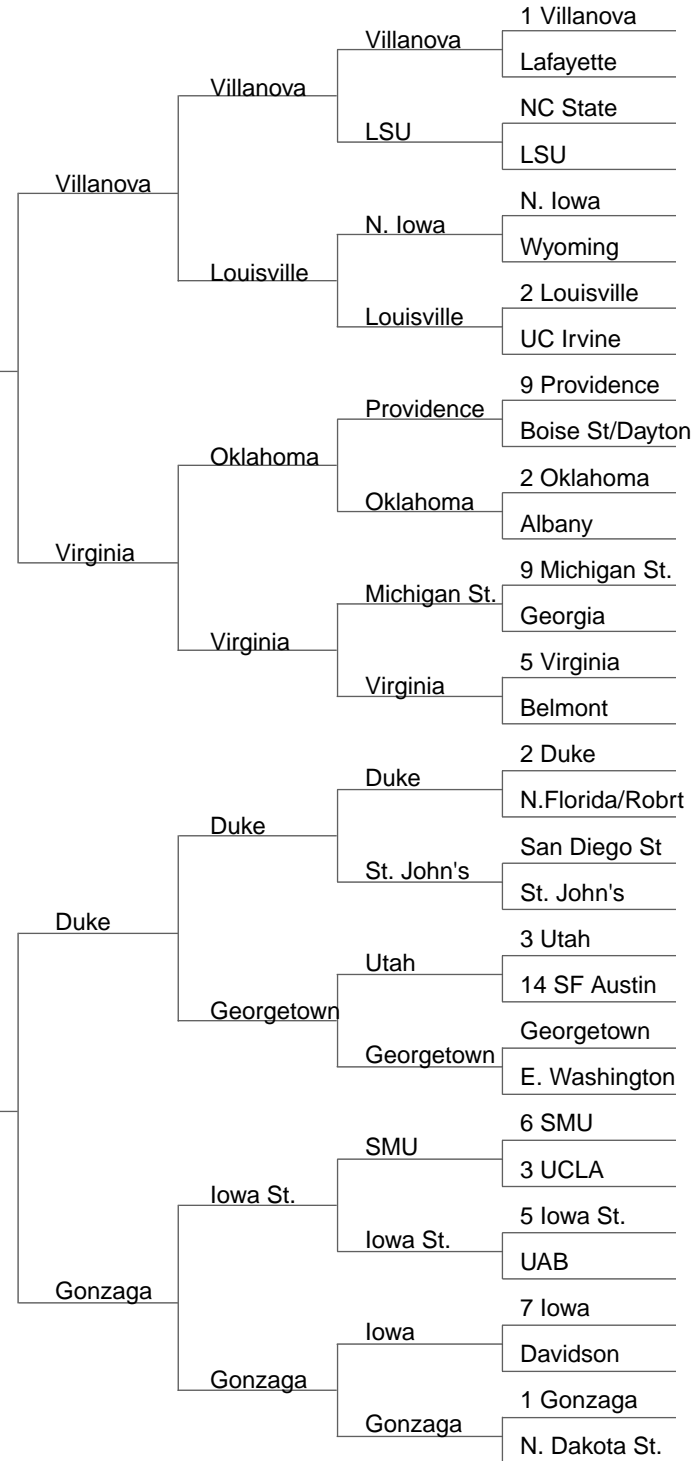 1 Villanova
Villanova
Lafayette
Villanova
NC State
LSU
LSU
Villanova
N. Iowa
N. Iowa
Wyoming
Louisville
2 Louisville
Louisville
UC Irvine
9 Providence
Providence
Boise St/Dayton
Oklahoma
2 Oklahoma
Oklahoma
Albany
Virginia
9 Michigan St.
Michigan St.
Georgia
Virginia
5 Virginia
Virginia
Belmont
2 Duke
Duke
N.Florida/Robrt
Duke
San Diego St
St. John's
St. John's
Duke
3 Utah
Utah
14 SF Austin
Georgetown
Georgetown
Georgetown
E. Washington
6 SMU
SMU
3 UCLA
Iowa St.
5 Iowa St.
Iowa St.
UAB
Gonzaga
7 Iowa
Iowa
Davidson
Gonzaga
1 Gonzaga
Gonzaga
N. Dakota St.